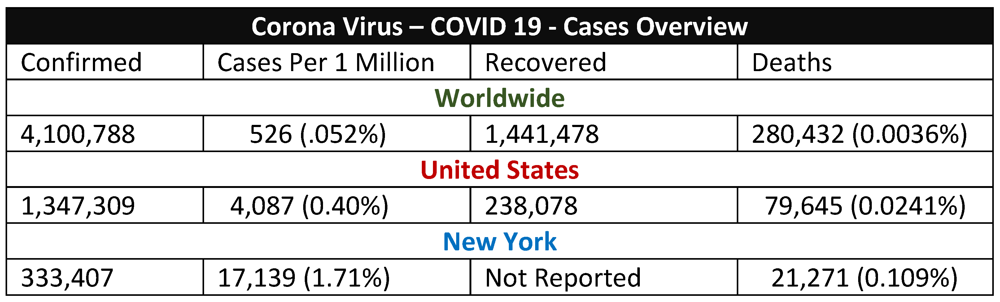 Corona Virus – COVID 19 - Cases Overview
Confirmed Cases Per 1 Million Recovered Deaths
Worldwide
4,100,788 526 (.052%) 1,441,478 280,432 (0.0036%)
United States
1,347,309 4,087 (0.40%) 238,078 79,645 (0.0241%)
New York
333,407 17,139 (1.71%) Not Reported 21,271 (0.109%)